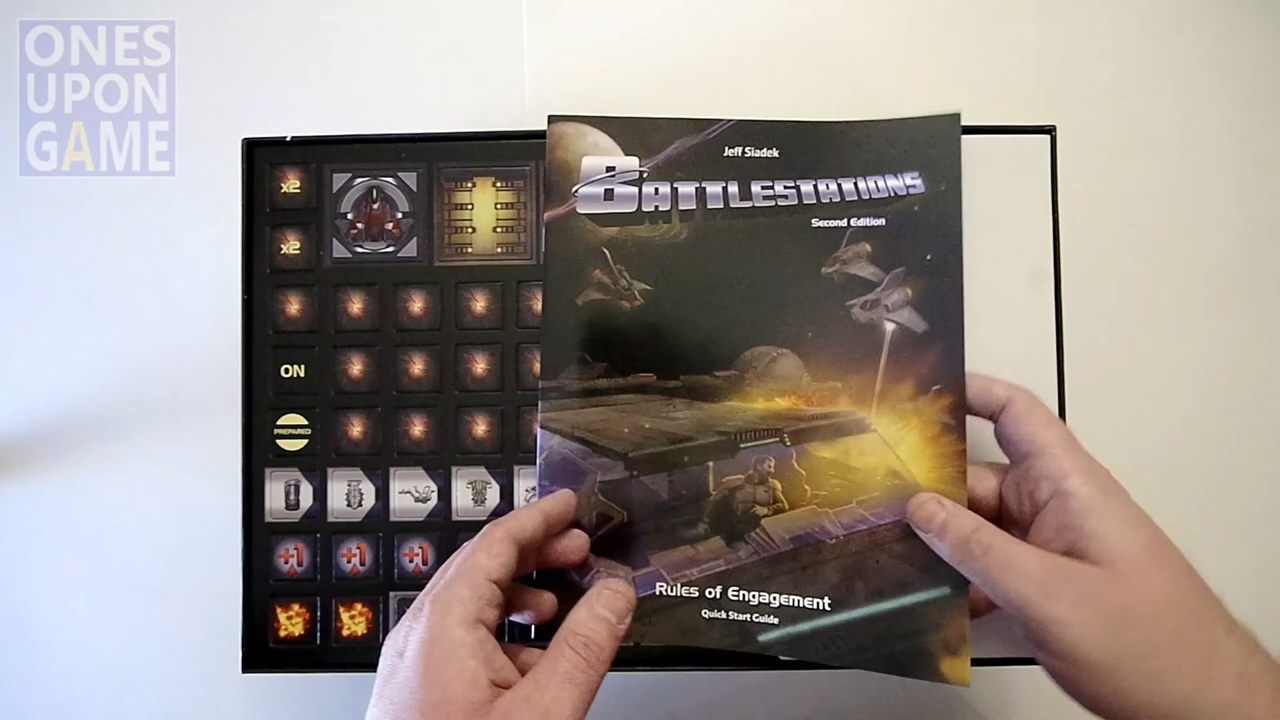 ONES
UPON
GAME
Jeff Siadek
BATTLESTATIONS
Second Edition
x2
x2
ON
PREPARED
+1 +1 +1
Rules of Engagement
Quick Start Guide